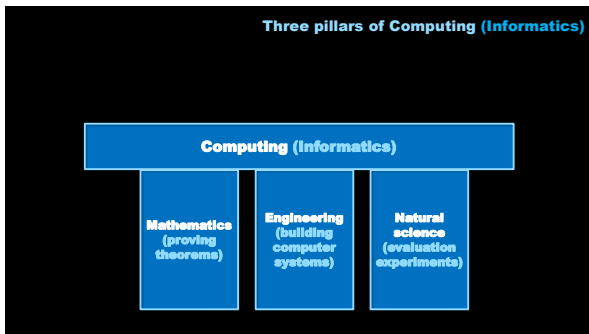 Three pillars of Computing (Informatics)
Computing (Informatics)
Mathematics
(proving
theorems)
Engineering
(building
computer
systems)
Natural
science
(evaluation
experiments)